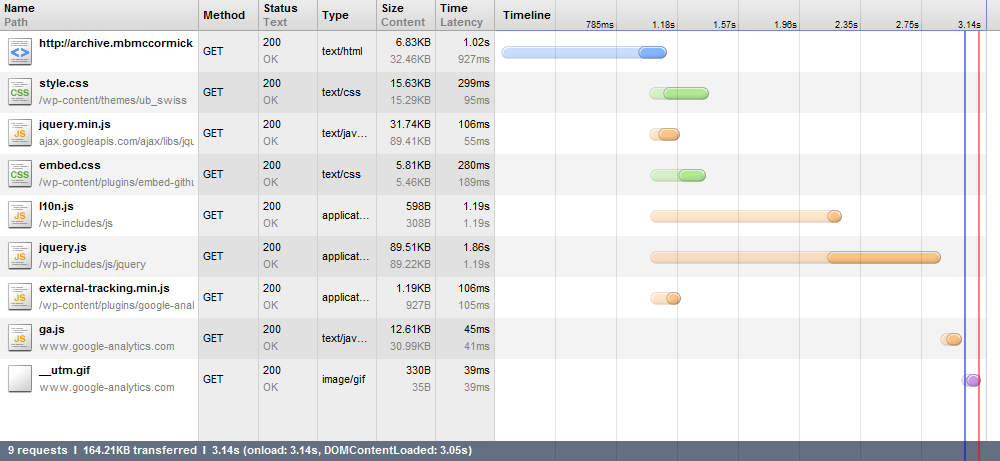 Name Path Method Status Text Type Size Content Time Latency Timeline 785ms 1.18s 1.57s 1.96s 2.35s 2.75s 3.14s
http://archive.mbmccormick. GET 200 OK text/html 6.83KB 32.46KB 1.02s 927ms
style.css /wp-content/themes/ub_swiss GET 200 OK text/css 15.63KB 15.29KB 299ms 95ms
jquery.min.js ajax.googleapis.com/ajax/libs/jqu GET 200 OK text/jav... 31.74KB 89.41KB 106ms 55ms
embed.css /wp-content/plugins/embed-githu GET 200 OK text/css 5.81KB 5.46KB 280ms 189ms
l10n.js /wp-includes/js GET 200 OK applicat... 598B 308B 1.19s 1.19s
jquery.js /wp-includes/js/jquery GET 200 OK applicat... 89.51KB 89.22KB 1.86s 1.19s
external-tracking.min.js /wp-content/plugins/google-anal GET 200 OK applicat... 1.19KB 927B 106ms 105ms
ga.js www.google-analytics.com GET 200 OK text/jav... 12.61KB 30.99KB 45ms 41ms
__utm.gif www.google-analytics.com GET 200 OK image/gif 330B 35B 39ms 39ms
9 requests | 164.21KB transferred | 3.14s (onload: 3.14s, DOMContentLoaded: 3.05s)